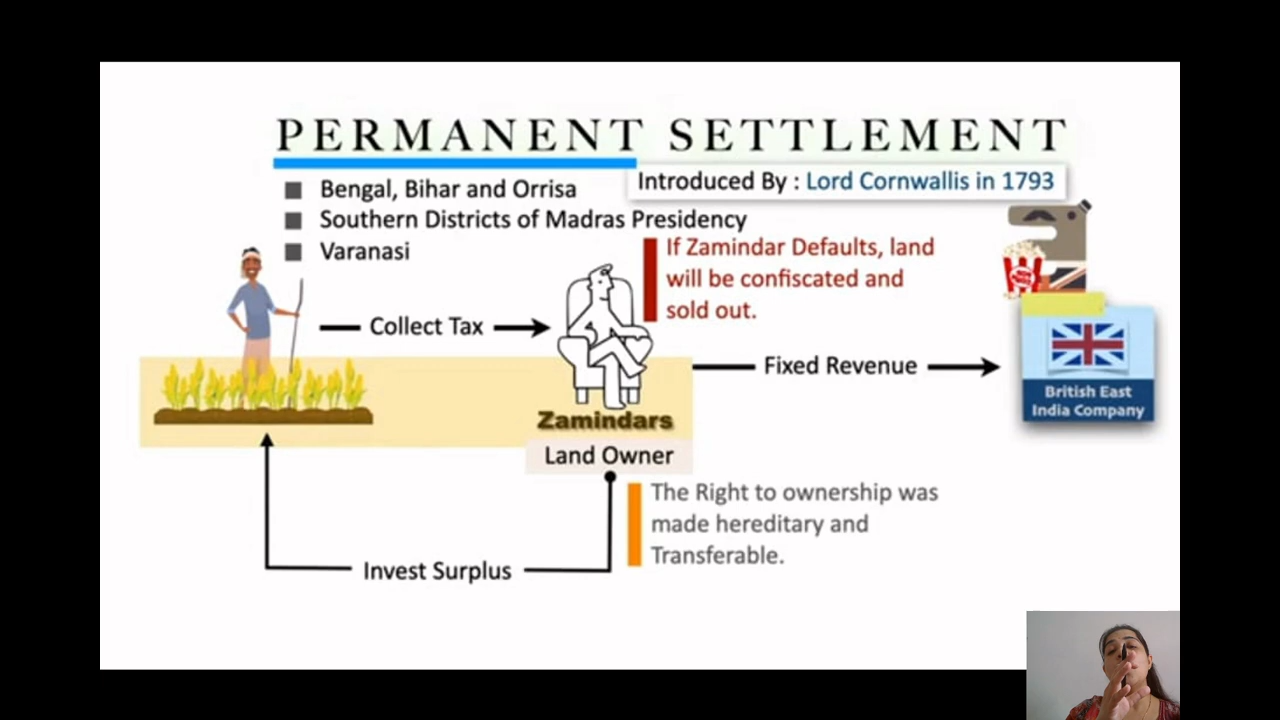 PERMANENT SETTLEMENT
Introduced By : Lord Cornwallis in 1793
Bengal, Bihar and Orrisa
Southern Districts of Madras Presidency
Varanasi
If Zamindar Defaults, land
will be confiscated and
sold out.
Collect Tax
Fixed Revenue
British East
India Company
Zamindars
Land Owner
The Right to ownership was
made hereditary and
Transferable.
Invest Surplus